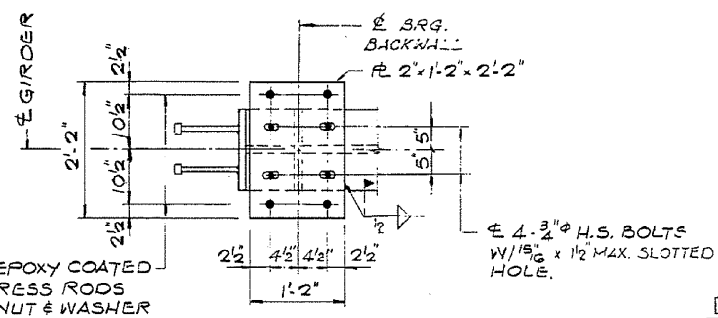 ℄ GIRDER
℄ BRG.
BACKWALL
℄ 2"x1'-2"x2'-2"
2½"
10½"
2'-2"
10½"
2½"
5"
5"
½
2½" 4½" 4½" 2½"
1'-2"
EPOXY COATED
RESS RODS
NUT & WASHER
℄ 4-¾"φ H.S. BOLTS
W/ 15/16" x 1½" MAX. SLOTTED
HOLE.